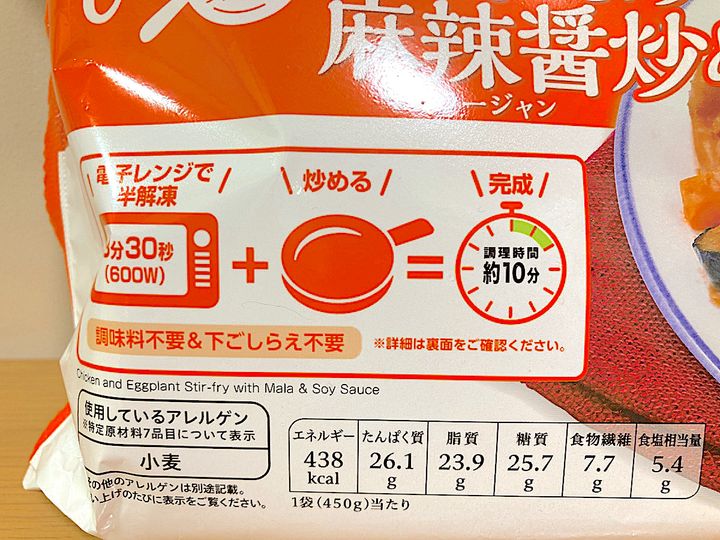 麻辣醤炒め
ージャン
電子レンジで
半解凍
炒める
完成
分30秒
(600W)
+
=
調理時間
約10分
調味料不要&下ごしらえ不要
※詳細は裏面をご確認ください。
Chicken and Eggplant Stir-fry with Mala & Soy Sauce
使用しているアレルゲン
※特定原材料7品目について表示
小麦
その他のアレルゲンは別途記載。
い上げのたびに表示をご覧ください。
エネルギー たんぱく質 脂質 糖質 食物繊維 食塩相当量
438 kcal 26.1 g 23.9 g 25.7 g 7.7 g 5.4 g
1袋(450g)当たり